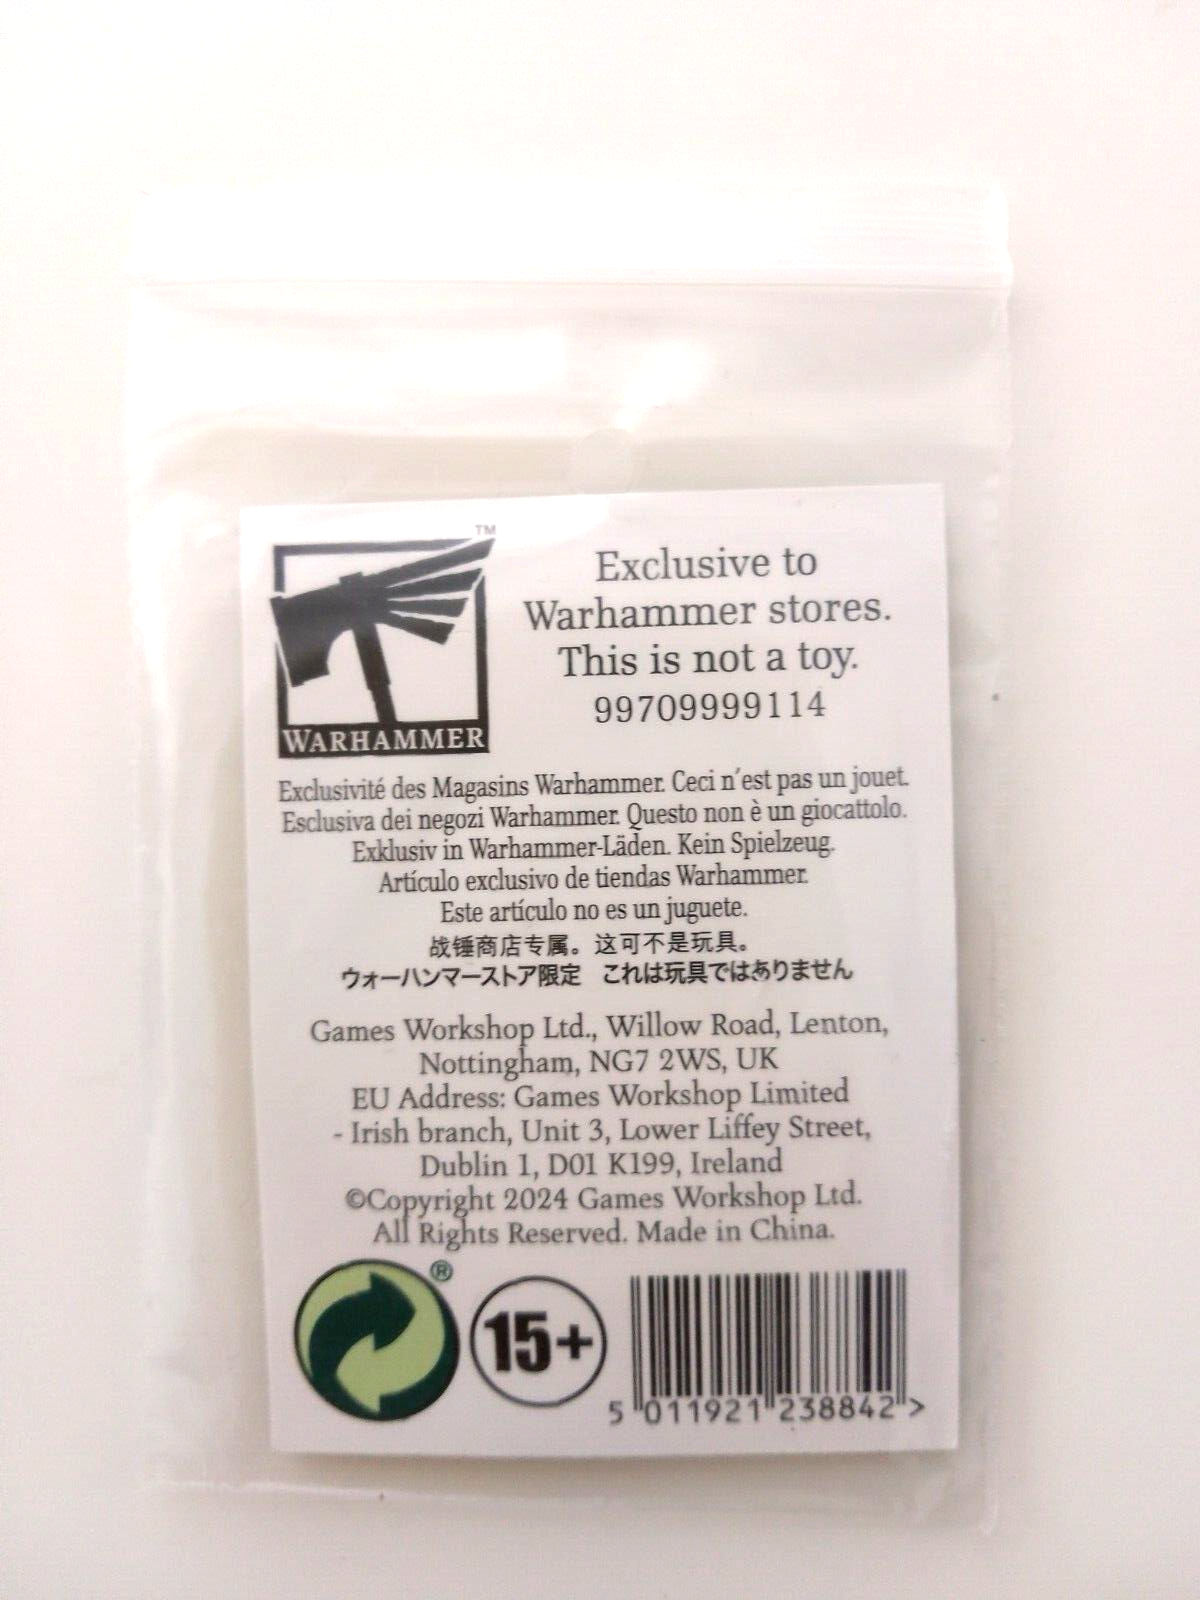 TM
WARHAMMER
Exclusive to
Warhammer stores.
This is not a toy.
99709999114
Exclusivité des Magasins Warhammer. Ceci n'est pas un jouet.
Esclusiva dei negozi Warhammer. Questo non è un giocattolo.
Exklusiv in Warhammer-Läden. Kein Spielzeug.
Artículo exclusivo de tiendas Warhammer.
Este artículo no es un juguete.
战锤商店专属。这可不是玩具。
ウォーハンマーストア限定 これは玩具ではありません
Games Workshop Ltd., Willow Road, Lenton,
Nottingham, NG7 2WS, UK
EU Address: Games Workshop Limited
- Irish branch, Unit 3, Lower Liffey Street,
Dublin 1, D01 K199, Ireland
©Copyright 2024 Games Workshop Ltd.
All Rights Reserved. Made in China.
®
15+
5 011921 238842 >